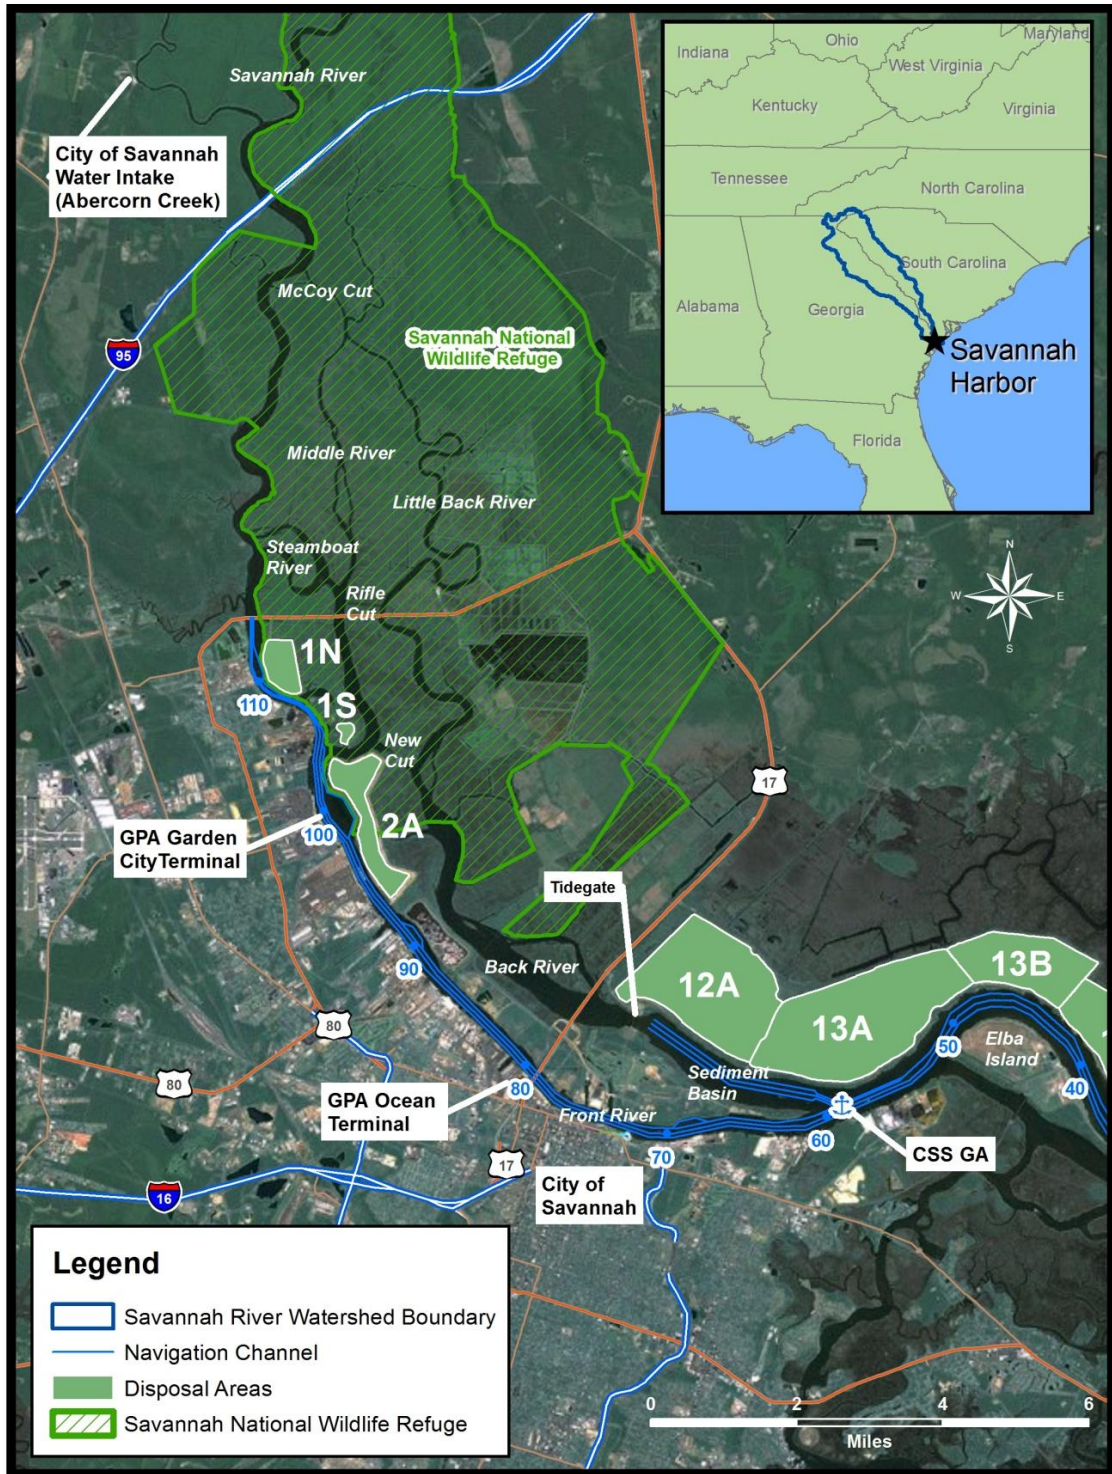 Savannah River
City of Savannah
Water Intake
(Abercorn Creek)
Indiana
Ohio
Maryland
West Virginia
Kentucky
Virginia
Tennessee
North Carolina
South Carolina
Alabama
Georgia
Savannah
Harbor
Florida
McCoy Cut
Savannah National
Wildlife Refuge
95
Middle River
Little Back River
Steamboat
River
Rifle
Cut
N
W
E
S
1N
110
1S
New
Cut
17
GPA Garden
CityTerminal
100
2A
Tidegate
90
Back River
12A
13B
13A
80
50
Elba
Island
80
Sediment
Basin
40
GPA Ocean
Terminal
80
Front River
60
70
CSS GA
17
City of
Savannah
16
Legend
Savannah River Watershed Boundary
Navigation Channel
Disposal Areas
Savannah National Wildlife Refuge
0
2
4
6
Miles
1